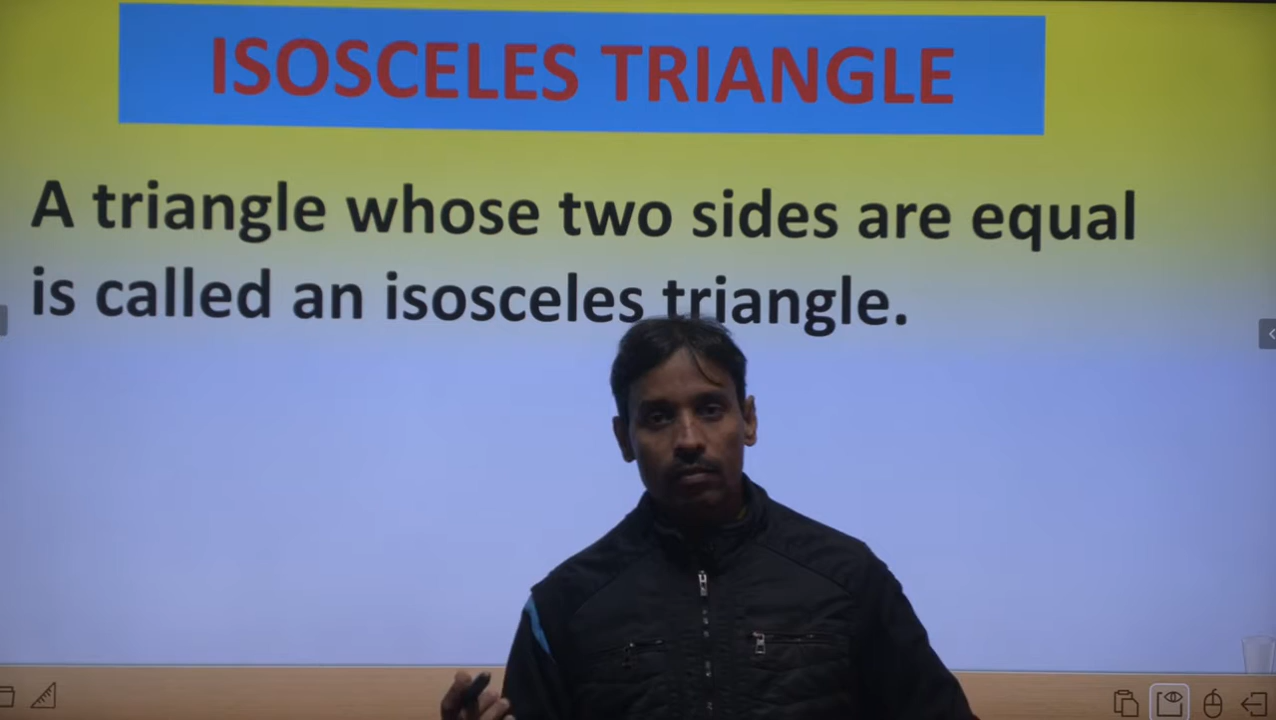 ISOSCELES TRIANGLE
A triangle whose two sides are equal
is called an isosceles triangle.